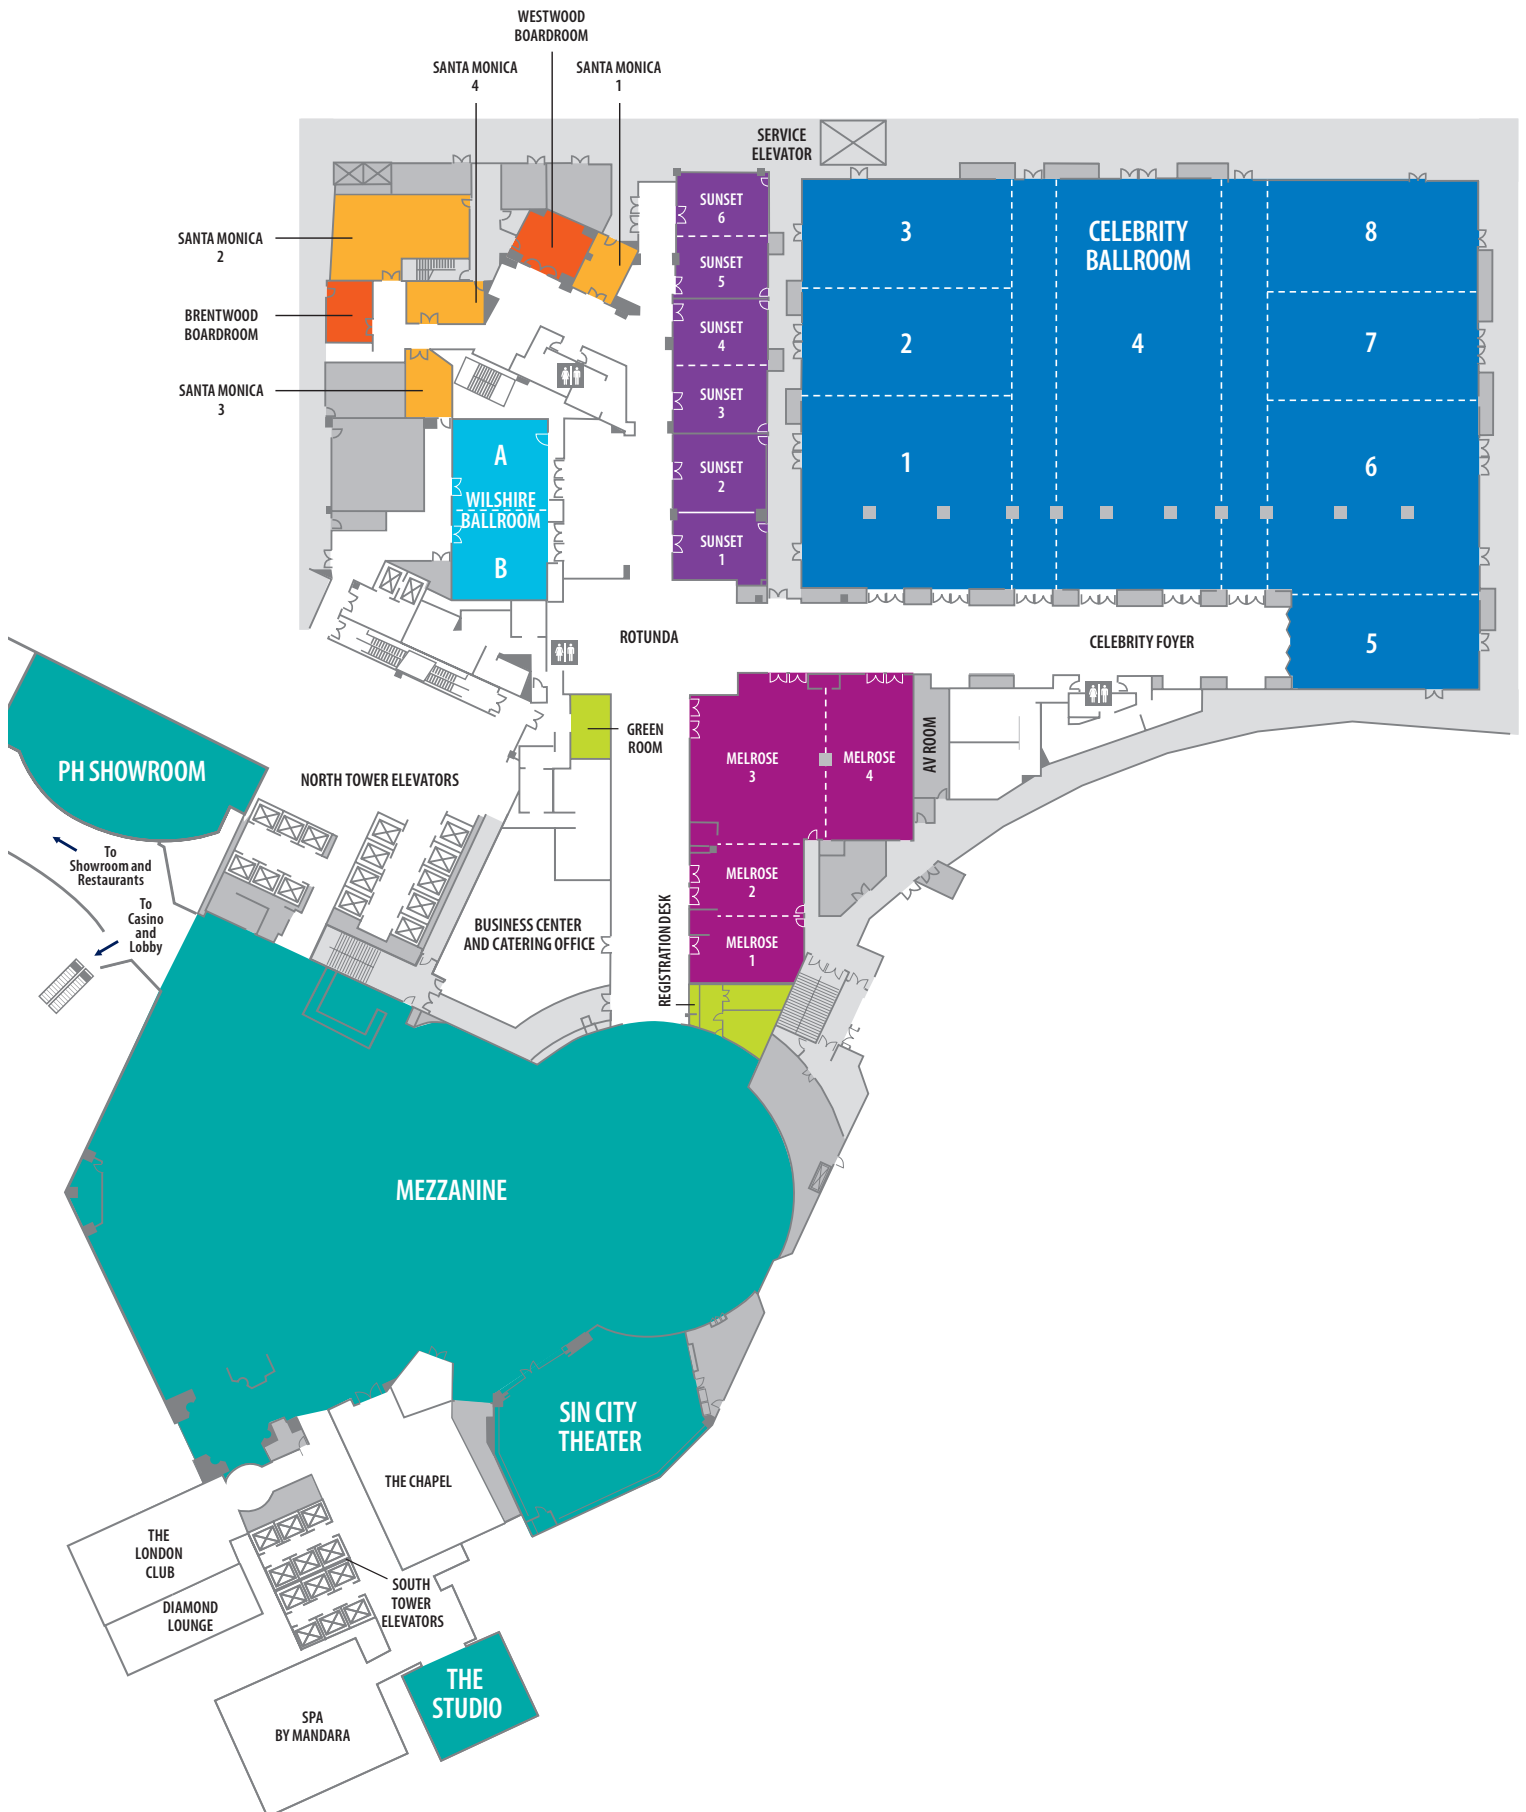 WESTWOOD
BOARDROOM
SANTA MONICA
4
SANTA MONICA
1
SERVICE
ELEVATOR
SANTA MONICA
2
BRENTWOOD
BOARDROOM
SANTA MONICA
3
SUNSET
6
SUNSET
5
SUNSET
4
SUNSET
3
SUNSET
2
SUNSET
1
3
2
1
CELEBRITY
BALLROOM
4
8
7
6
5
A
WILSHIRE
BALLROOM
B
ROTUNDA
CELEBRITY FOYER
GREEN
ROOM
MELROSE
3
MELROSE
4
AV ROOM
MELROSE
2
MELROSE
1
REGISTRATION DESK
PH SHOWROOM
NORTH TOWER ELEVATORS
To
Showroom and
Restaurants
To
Casino
and
Lobby
BUSINESS CENTER
AND CATERING OFFICE
MEZZANINE
SIN CITY
THEATER
THE CHAPEL
THE
LONDON
CLUB
DIAMOND
LOUNGE
SOUTH
TOWER
ELEVATORS
THE
STUDIO
SPA
BY MANDARA